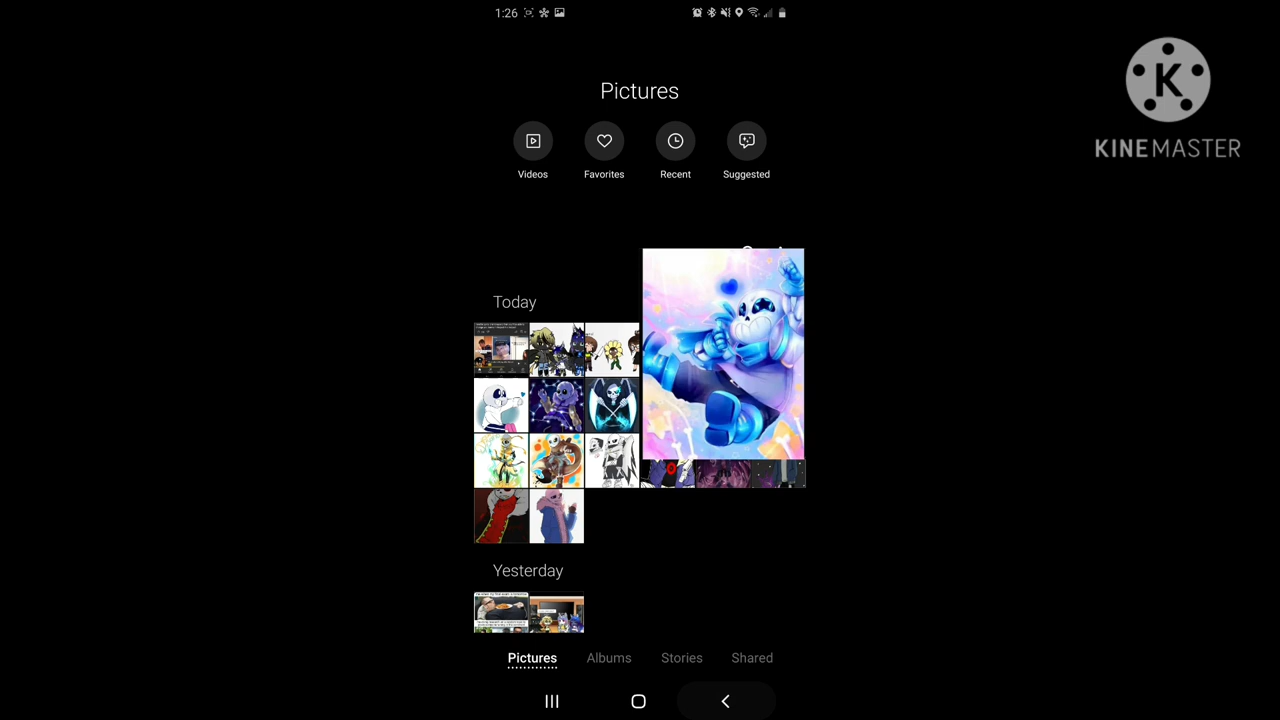 1:26
Pictures
Videos
Favorites
Recent
Suggested
KINEMASTER
Today
Yesterday
Pictures
Albums
Stories
Shared